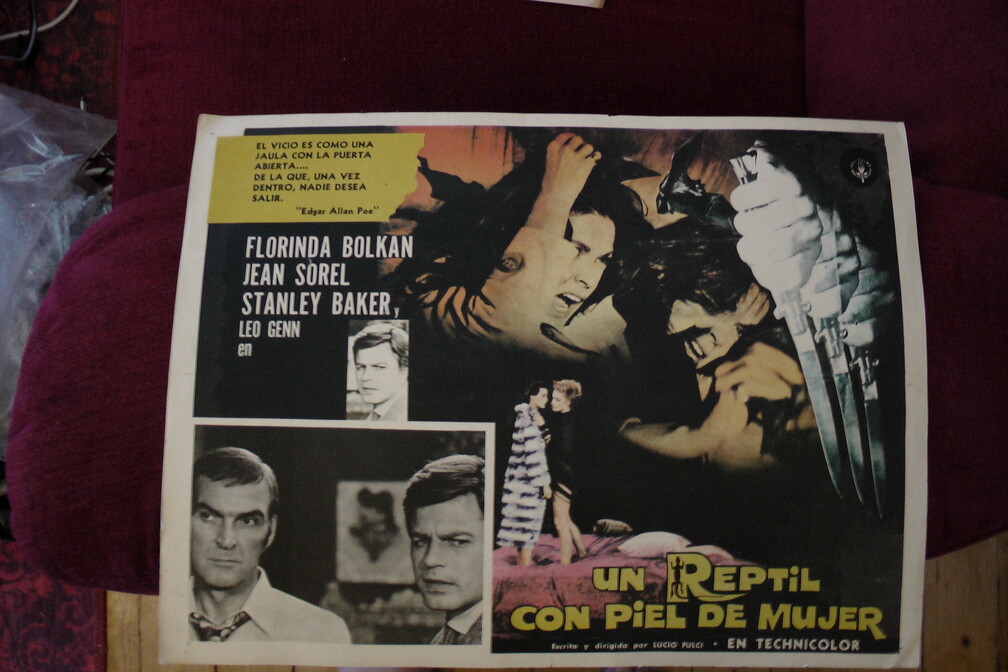 EL VICIO ES COMO UNA
JAULA CON LA PUERTA
ABIERTA....
DE LA QUE, UNA VEZ
DENTRO, NADIE DESEA
SALIR.
"Edgar Allan Poe"
FLORINDA BOLKAN
JEAN SOREL
STANLEY BAKER y
LEO GENN
en
UN REPTIL
CON PIEL DE MUJER
Escrita y dirigida por LUCIO FULCI - EN TECHNICOLOR